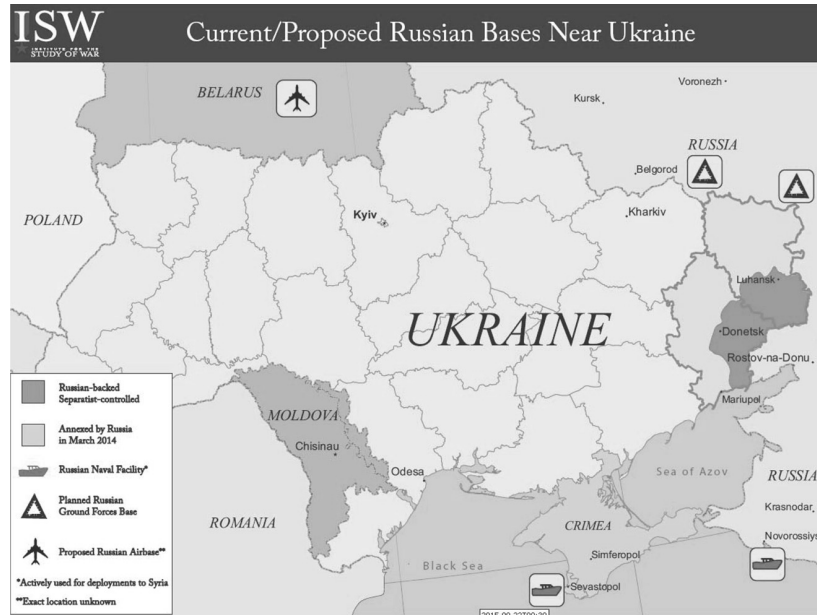 ISW
INSTITUTE FOR THE
STUDY OF WAR
Current/Proposed Russian Bases Near Ukraine
Voronezh
BELARUS
Kursk
RUSSIA
Belgorod
POLAND
Kyiv
Kharkiv
Luhansk
UKRAINE
Donetsk
Rostov-na-Donu
Mariupol
Russian-backed
Separatist-controlled
MOLDOVA
Annexed by Russia
in March 2014
Chisinau
Odesa
Sea of Azov
RUSSIA
Russian Naval Facility*
Planned Russian
Ground Forces Base
Krasnodar
ROMANIA
CRIMEA
Novorossiys
Proposed Russian Airbase**
Simferopol
Black Sea
*Actively used for deployments to Syria
Sevastopol
**Exact location unknown